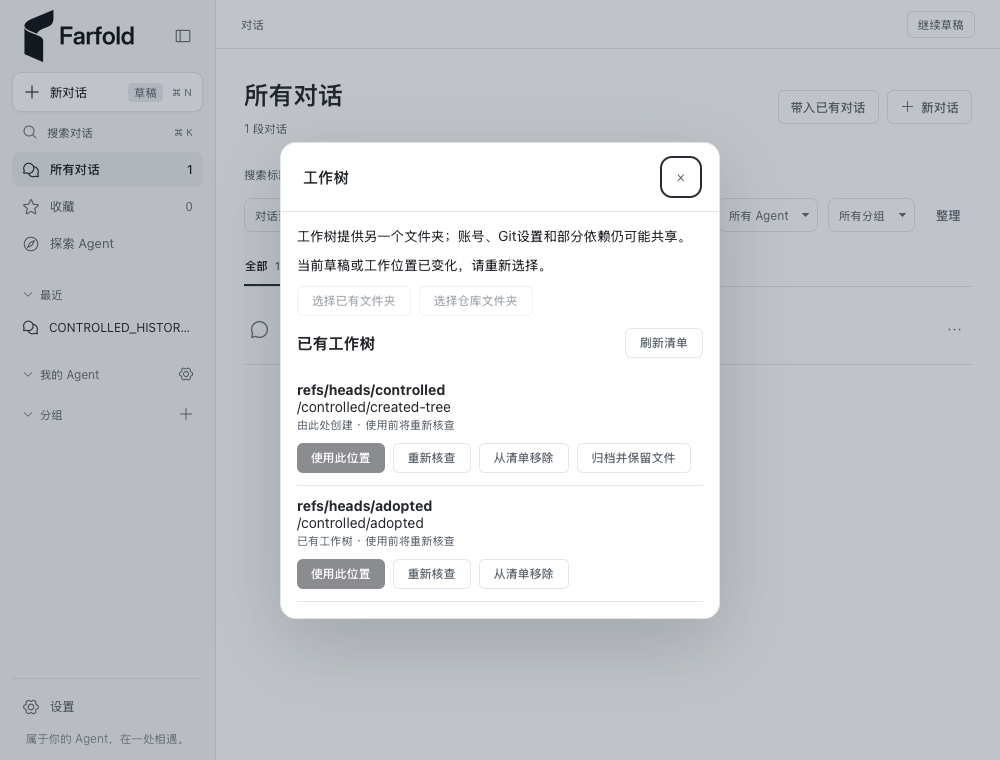 Farfold
新对话 草稿 ⌘ N
搜索对话 ⌘ K
所有对话 1
收藏 0
探索 Agent
最近
CONTROLLED_HISTOR...
我的 Agent
分组
设置
属于你的 Agent，在一处相遇。
对话
继续草稿
所有对话
1 段对话
带入已有对话
新对话
所有 Agent
所有分组
整理
全部
工作树
×
工作树提供另一个文件夹；账号、Git设置和部分依赖仍可能共享。
当前草稿或工作位置已变化，请重新选择。
选择已有文件夹
选择仓库文件夹
已有工作树
刷新清单
refs/heads/controlled
/controlled/created-tree
由此处创建 · 使用前将重新核查
使用此位置
重新核查
从清单移除
归档并保留文件
refs/heads/adopted
/controlled/adopted
已有工作树 · 使用前将重新核查
使用此位置
重新核查
从清单移除